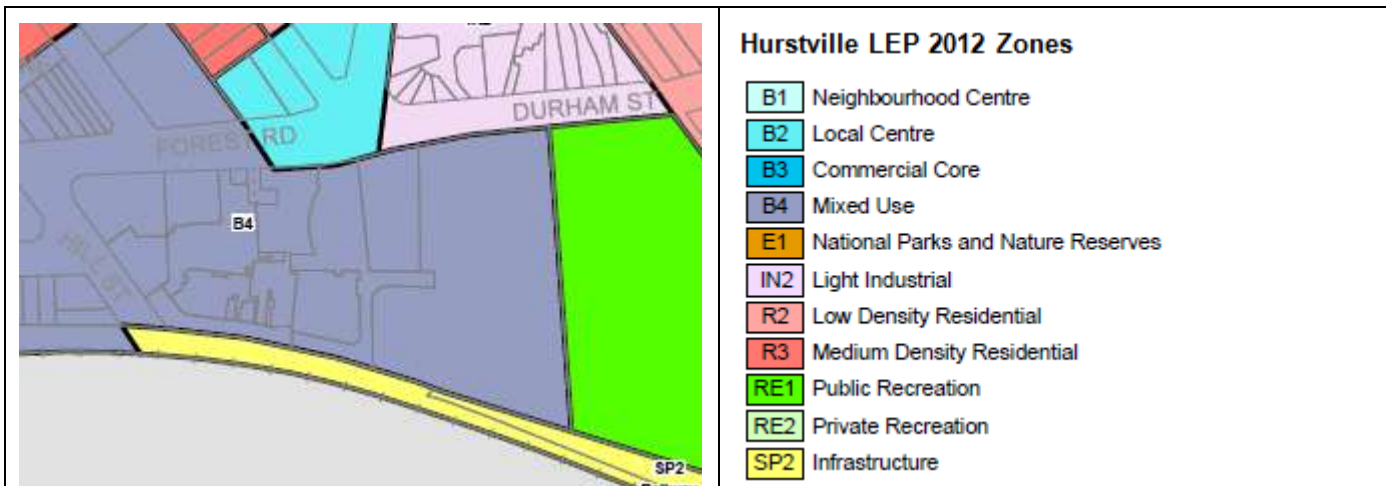 DURHAM ST
FOREST RD
B4
HILL ST
SP2
Hurstville LEP 2012 Zones
B1 Neighbourhood Centre
B2 Local Centre
B3 Commercial Core
B4 Mixed Use
E1 National Parks and Nature Reserves
IN2 Light Industrial
R2 Low Density Residential
R3 Medium Density Residential
RE1 Public Recreation
RE2 Private Recreation
SP2 Infrastructure